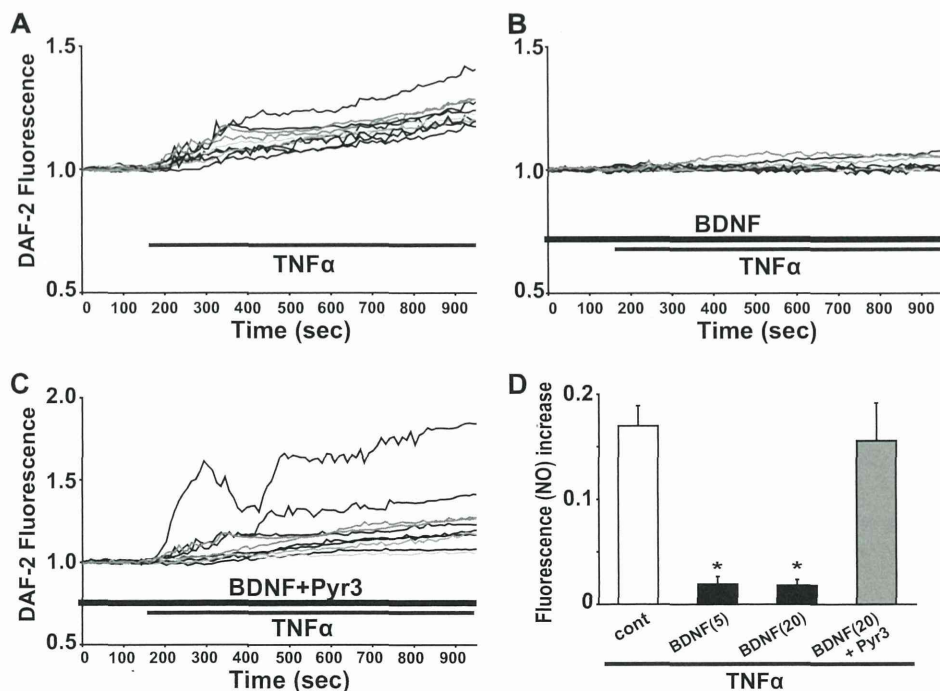 A
1.5
1.0
0.5
DAF-2 Fluorescence
TNFα
0 100 200 300 400 500 600 700 800 900
Time (sec)
B
1.5
1.0
0.5
BDNF
TNFα
0 100 200 300 400 500 600 700 800 900
Time (sec)
C
2.0
1.5
1.0
0.5
DAF-2 Fluorescence
BDNF+Pyr3
TNFα
0 100 200 300 400 500 600 700 800 900
Time (sec)
D
0.2
0.1
0
Fluorescence (NO) increase
* *
cont
BDNF(5)
BDNF(20)
BDNF(20)
+ Pyr3
TNFα